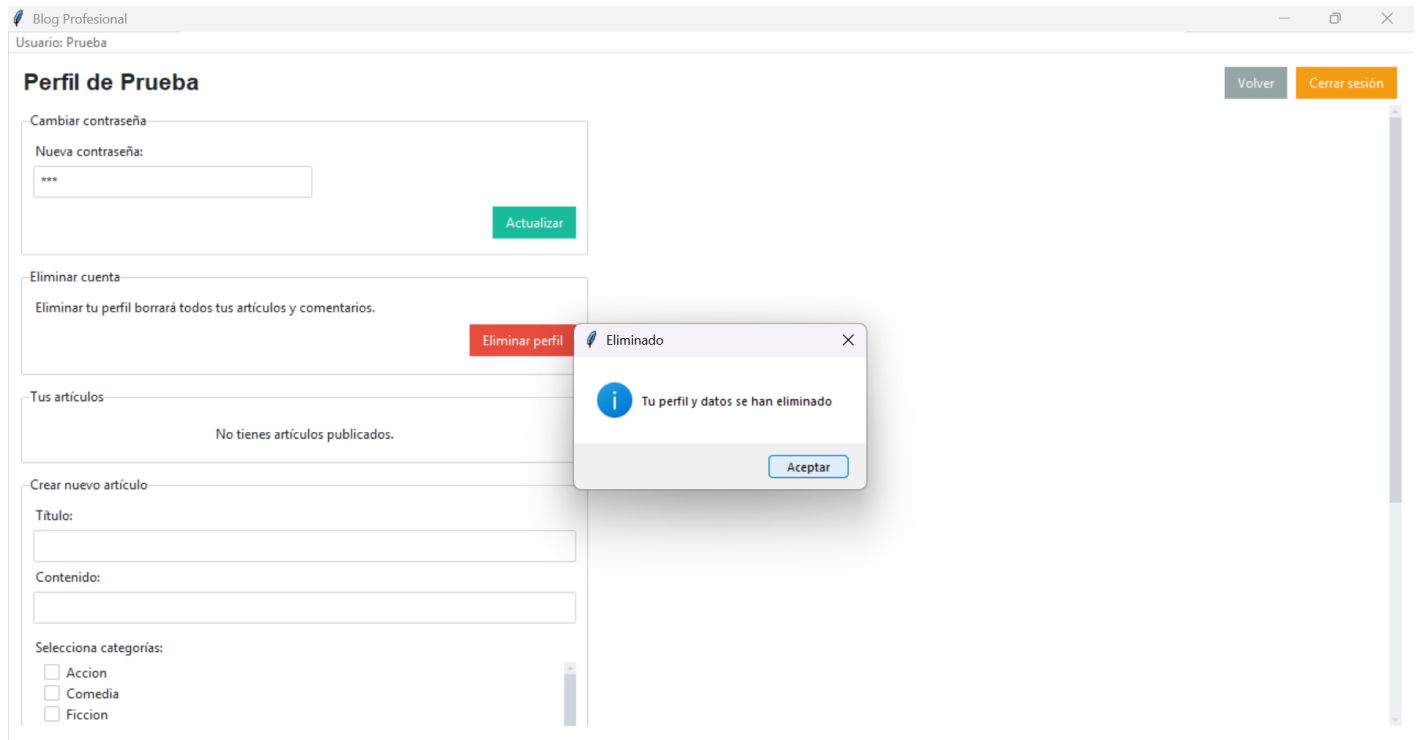 Blog Profesional
Usuario: Prueba
Perfil de Prueba
Volver
Cerrar sesión
Cambiar contraseña
Nueva contraseña:
***
Actualizar
Eliminar cuenta
Eliminar tu perfil borrará todos tus artículos y comentarios.
Eliminar perfil
Eliminado
Tu perfil y datos se han eliminado
Aceptar
Tus artículos
No tienes artículos publicados.
Crear nuevo artículo
Título:
Contenido:
Selecciona categorías:
Accion
Comedia
Ficcion